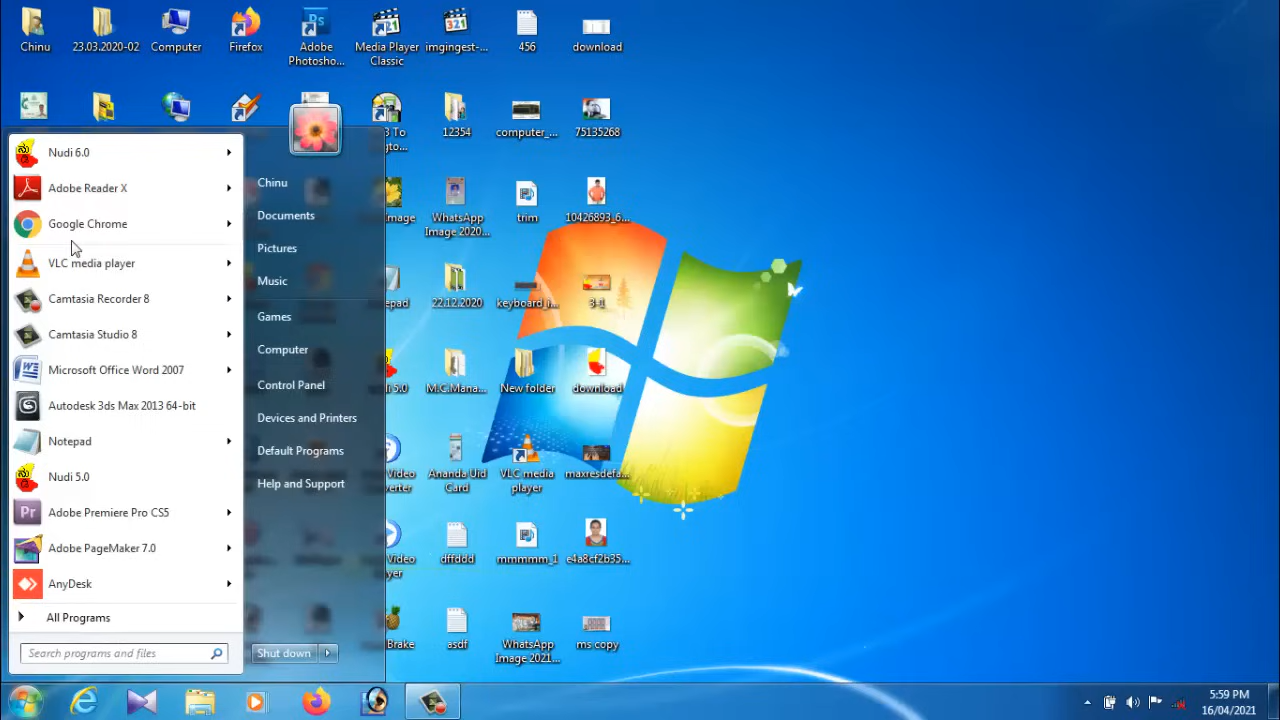 Chinu
23.03.2020-02
Computer
Firefox
Adobe
Photosho...
Media Player
Classic
imgingest-...
456
download
12354
computer_...
75135268
WhatsApp
Image 2020...
trim
10426893_6...
22.12.2020
3-1
M.C.Mana...
New folder
download
Ananda Uid
Card
VLC media
player
maxresdefa...
dffddd
mmmmm_1
e4a8cf2b35...
asdf
WhatsApp
Image 2021...
ms copy
Nudi 6.0
Adobe Reader X
Google Chrome
VLC media player
Camtasia Recorder 8
Camtasia Studio 8
Microsoft Office Word 2007
Autodesk 3ds Max 2013 64-bit
Notepad
Nudi 5.0
Adobe Premiere Pro CS5
Adobe PageMaker 7.0
AnyDesk
All Programs
Search programs and files
Chinu
Documents
Pictures
Music
Games
Computer
Control Panel
Devices and Printers
Default Programs
Help and Support
Shut down
5:59 PM
16/04/2021